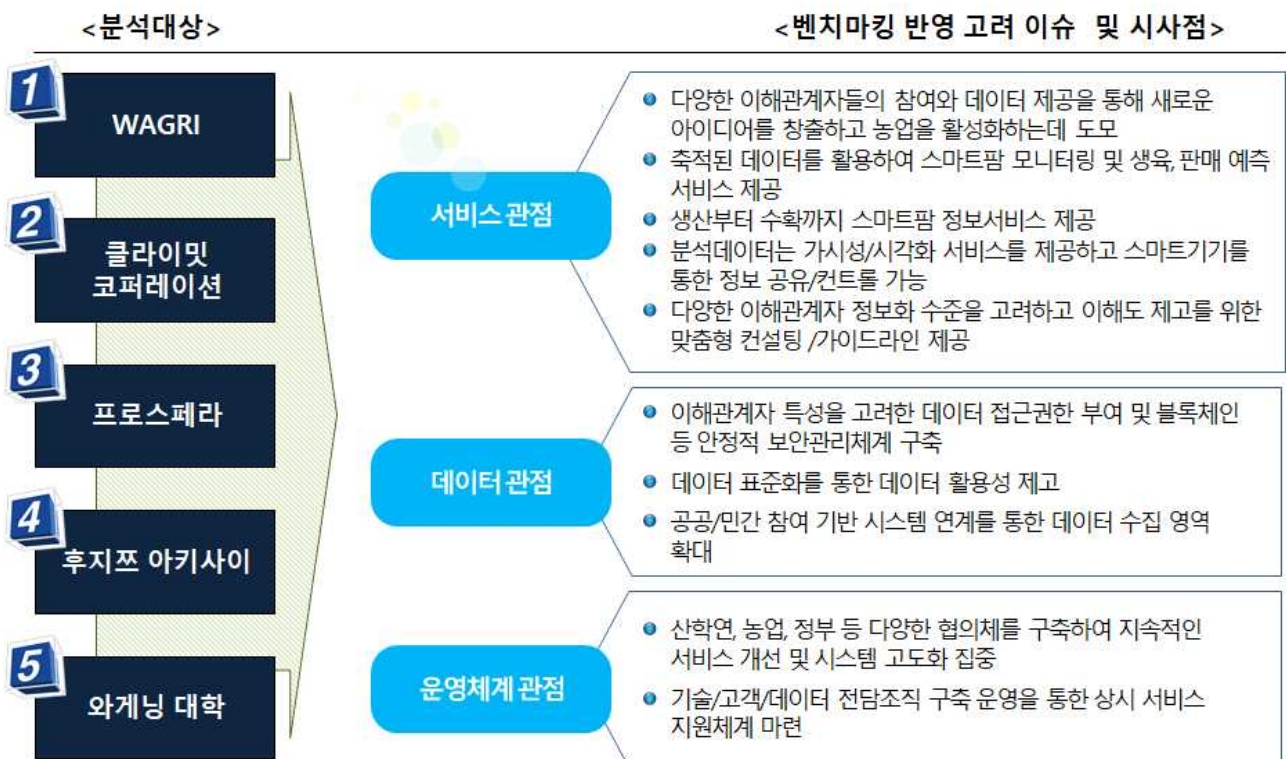 <분석대상>
<벤치마킹 반영 고려 이슈 및 시사점>
1
WAGRI
2
클라이밋
코퍼레이션
3
프로스페라
4
후지쯔 아키사이
5
와게닝 대학
서비스 관점
다양한 이해관계자들의 참여와 데이터 제공을 통해 새로운
아이디어를 창출하고 농업을 활성화하는데 도모
축적된 데이터를 활용하여 스마트팜 모니터링 및 생육, 판매 예측
서비스 제공
생산부터 수확까지 스마트팜 정보서비스 제공
분석데이터는 가시성/시각화 서비스를 제공하고 스마트기기를
통한 정보 공유/컨트롤 가능
다양한 이해관계자 정보화 수준을 고려하고 이해도 제고를 위한
맞춤형 컨설팅 /가이드라인 제공
데이터 관점
이해관계자 특성을 고려한 데이터 접근권한 부여 및 블록체인
등 안정적 보안관리체계 구축
데이터 표준화를 통한 데이터 활용성 제고
공공/민간 참여 기반 시스템 연계를 통한 데이터 수집 영역
확대
운영체계 관점
산학연, 농업, 정부 등 다양한 협의체를 구축하여 지속적인
서비스 개선 및 시스템 고도화 집중
기술/고객/데이터 전담조직 구축 운영을 통한 상시 서비스
지원체계 마련